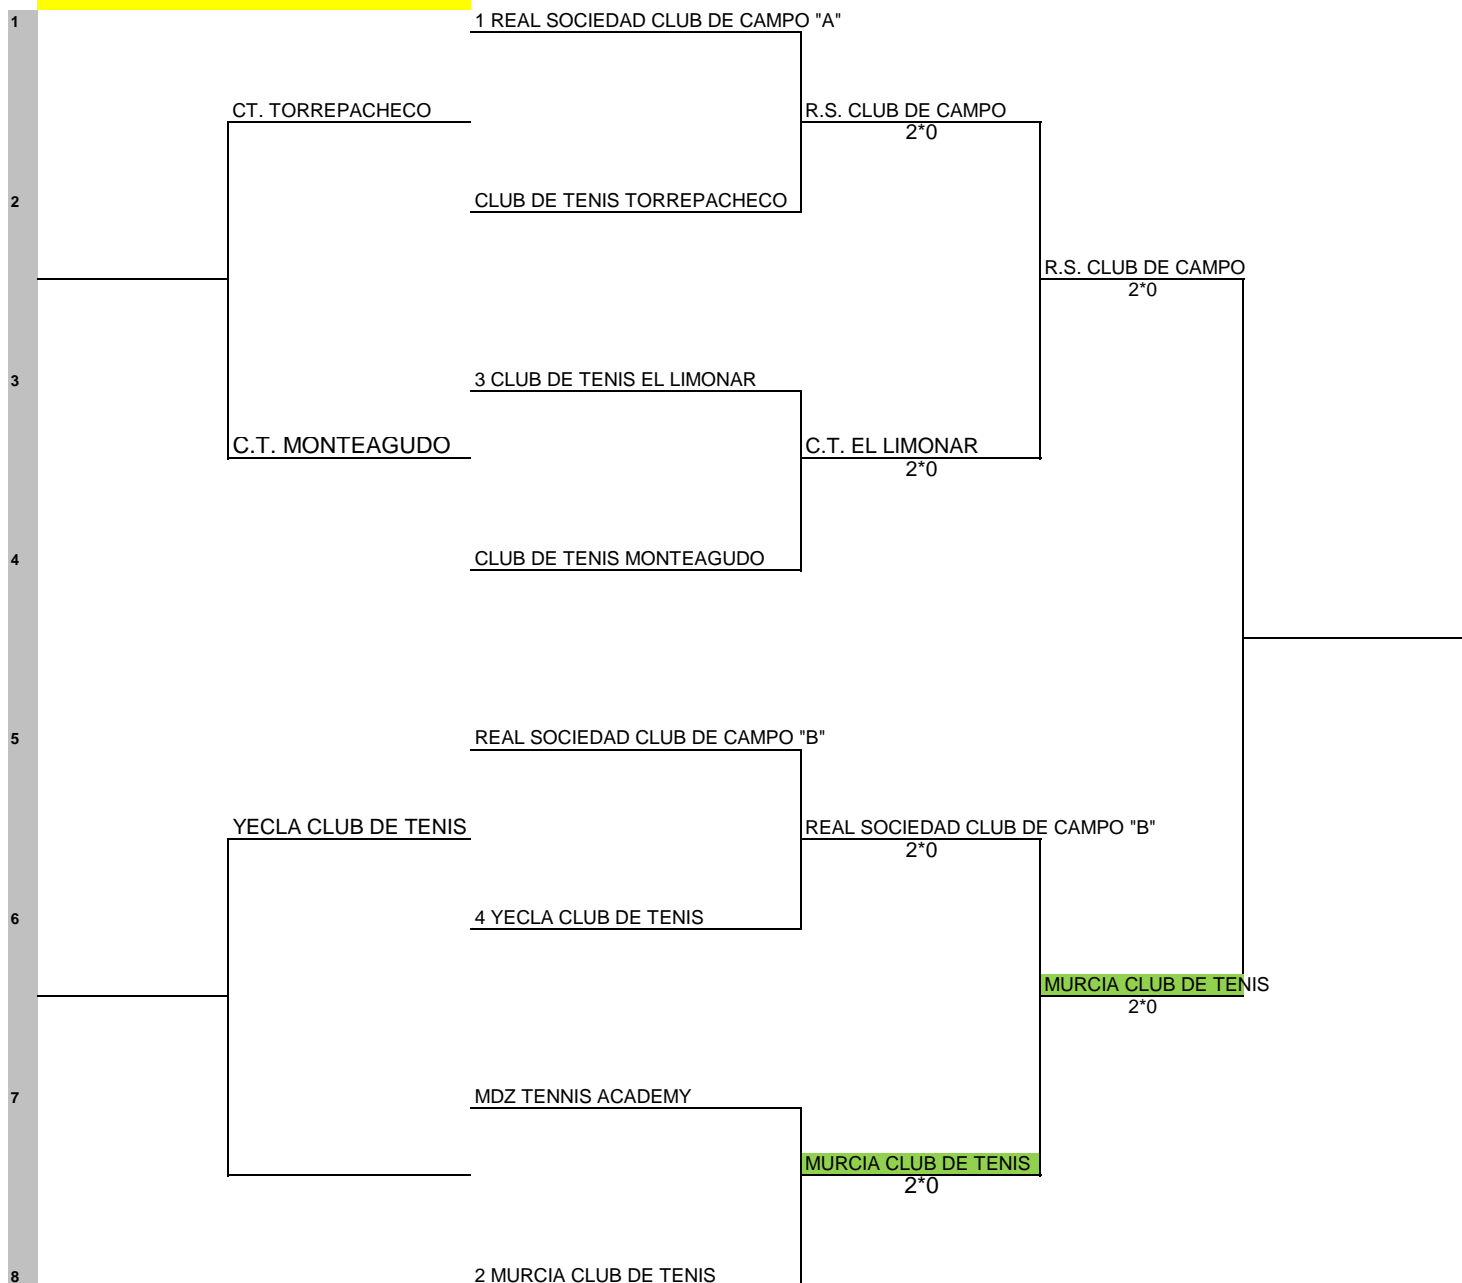 1 1 REAL SOCIEDAD CLUB DE CAMPO "A"
CT. TORREPACHECO R.S. CLUB DE CAMPO
2*0
2 CLUB DE TENIS TORREPACHECO
R.S. CLUB DE CAMPO
2*0
3 3 CLUB DE TENIS EL LIMONAR
C.T. MONTEAGUDO C.T. EL LIMONAR
2*0
4 CLUB DE TENIS MONTEAGUDO
5 REAL SOCIEDAD CLUB DE CAMPO "B"
YECLA CLUB DE TENIS REAL SOCIEDAD CLUB DE CAMPO "B"
2*0
6 4 YECLA CLUB DE TENIS
MURCIA CLUB DE TENIS
2*0
7 MDZ TENNIS ACADEMY
MURCIA CLUB DE TENIS
2*0
8 2 MURCIA CLUB DE TENIS